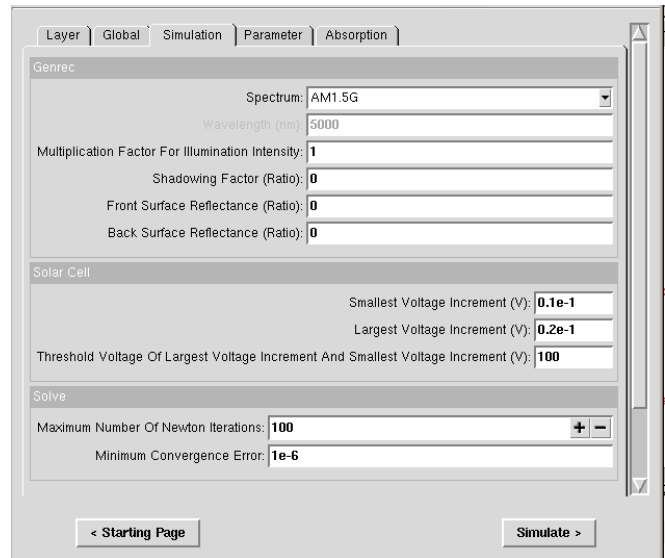 Layer Global Simulation Parameter Absorption
Genrec
Spectrum: AM1.5G
Wavelength (nm): 5000
Multiplication Factor For Illumination Intensity: 1
Shadowing Factor (Ratio): 0
Front Surface Reflectance (Ratio): 0
Back Surface Reflectance (Ratio): 0
Solar Cell
Smallest Voltage Increment (V): 0.1e-1
Largest Voltage Increment (V): 0.2e-1
Threshold Voltage Of Largest Voltage Increment And Smallest Voltage Increment (V): 100
Solve
Maximum Number Of Newton Iterations: 100 + −
Minimum Convergence Error: 1e-6
< Starting Page Simulate >